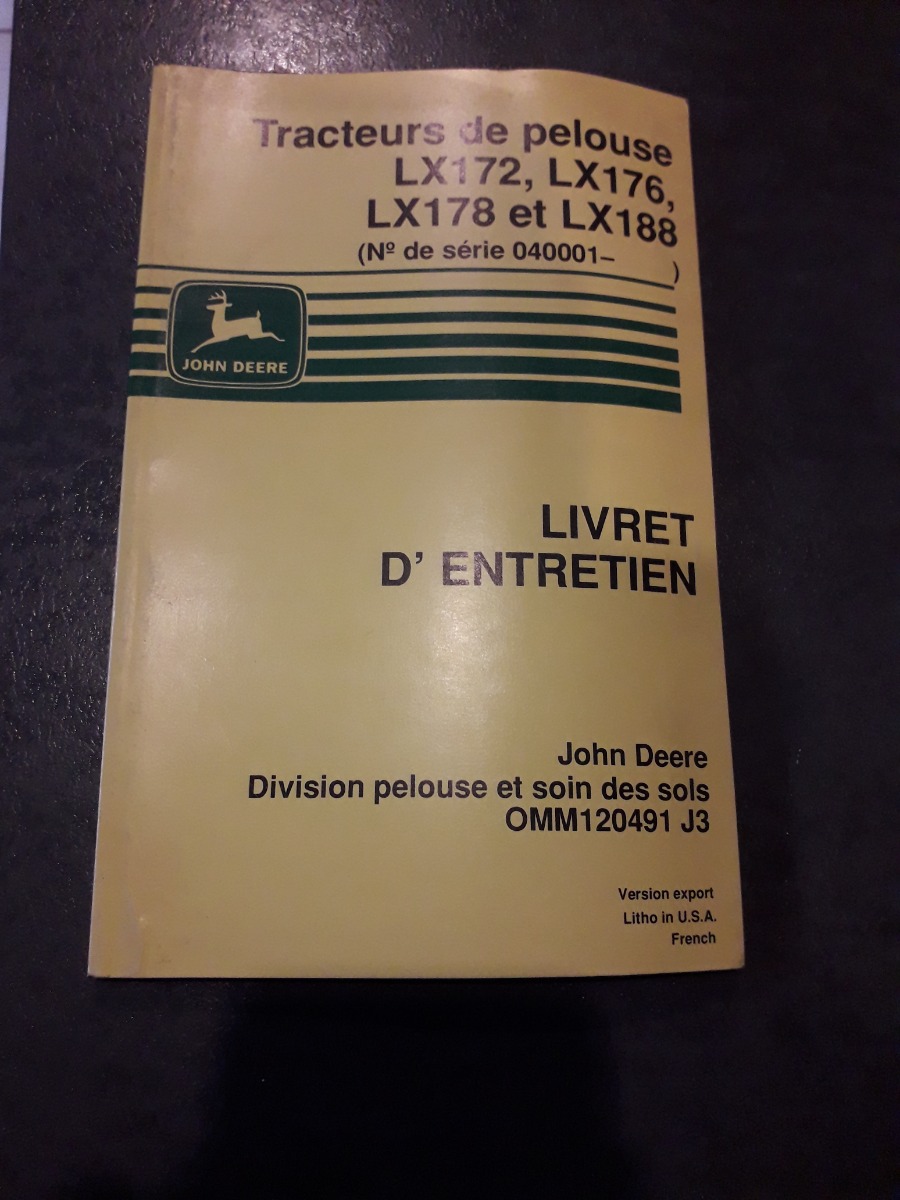 Tracteurs de pelouse
LX172, LX176,
LX178 et LX188
(Nº de série 040001– )
JOHN DEERE
LIVRET
D' ENTRETIEN
John Deere
Division pelouse et soin des sols
OMM120491 J3
Version export
Litho in U.S.A.
French